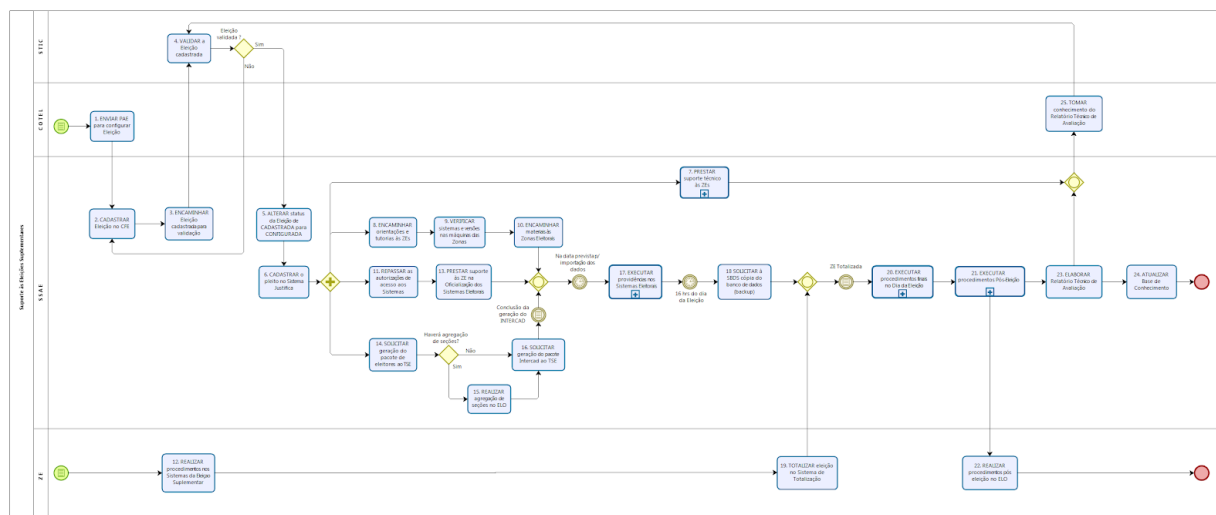 Suporte às Eleições Suplementares
STIC
COTEL
SSAE
ZE
4. VALIDAR a
Eleição
cadastrada
Eleição
validada ?
Sim
Não
1. ENVIAR PAE
para configurar
Eleição
25. TOMAR
conhecimento do
Relatório Técnico de
Avaliação
2. CADASTRAR
Eleição no CFE
3. ENCAMINHAR
Eleição
cadastrada para
validação
5. ALTERAR status
da Eleição de
CADASTRADA para
CONFIGURADA
6. CADASTRAR o
pleito no Sistema
Justifica
7. PRESTAR
suporte técnico
às ZEs
8. ENCAMINHAR
orientações e
tutoriais às ZEs
9. VERIFICAR
sistemas e versões
nas máquinas das
Zonas
10. ENCAMINHAR
materiais às
Zonas Eleitorais
11. REPASSAR as
autorizações de
acesso aos
Sistemas
13. PRESTAR suporte
às ZE na
Oficialização dos
Sistemas Eleitorais
Na data prevista p/
importação dos
dados
17. EXECUTAR
providências nos
Sistemas Eleitorais
16 hrs do dia da
Eleição
18 SOLICITAR à
SBDS cópia do
banco de dados
(backup)
ZE Totalizada
20. EXECUTAR
procedimentos finais
no Dia da Eleição
21. EXECUTAR
procedimentos Pós-Eleição
23. ELABORAR
Relatório Técnico de
Avaliação
24. ATUALIZAR
Base de
Conhecimento
Conclusão da
geração do
INTERCAD
14. SOLICITAR
geração do
pacote de
eleitores ao TSE
Haverá agregação
de seções?
Não
Sim
16. SOLICITAR
geração do pacote
Intercad ao TSE
15. REALIZAR
agregação de
seções no ELO
12. REALIZAR
procedimentos nos
Sistemas da Eleição
Suplementar
19. TOTALIZAR eleição
no Sistema de
Totalização
22. REALIZAR
procedimentos pós
eleição no ELO